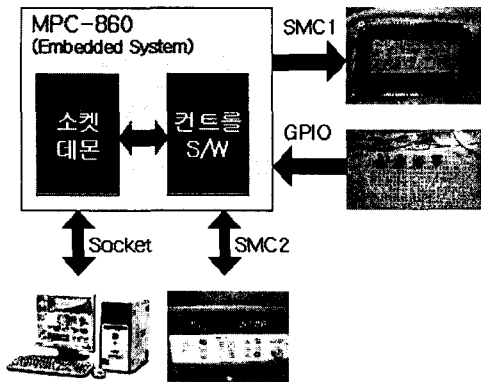 MPC-860
(Embedded System)
SMC1
소켓
데몬
컨트롤
S/W
GPIO
Socket
SMC2